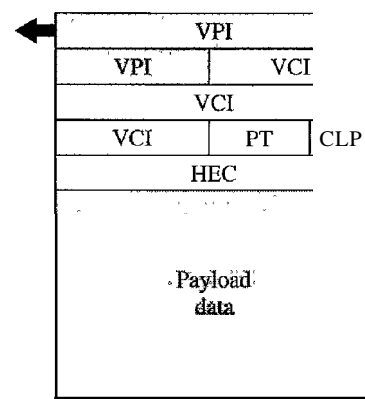 VPI
VPI VCI
VCI
VCI PT CLP
HEC
Payload
data